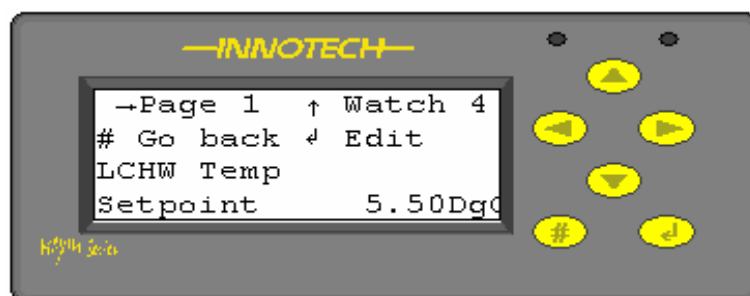 INNOTECH
→Page 1 ↑ Watch 4
# Go back ↲ Edit
LCHW Temp
Setpoint 5.50DgC
#